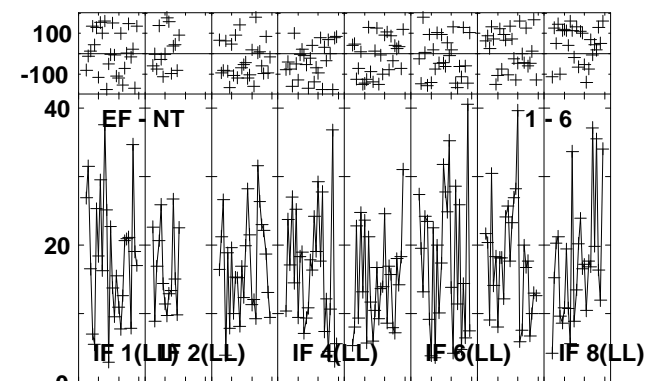 100
-100
40
EF - NT 1 - 6
20
IF 1(LL) IF 2(LL) IF 4(LL) IF 6(LL) IF 8(LL)
0